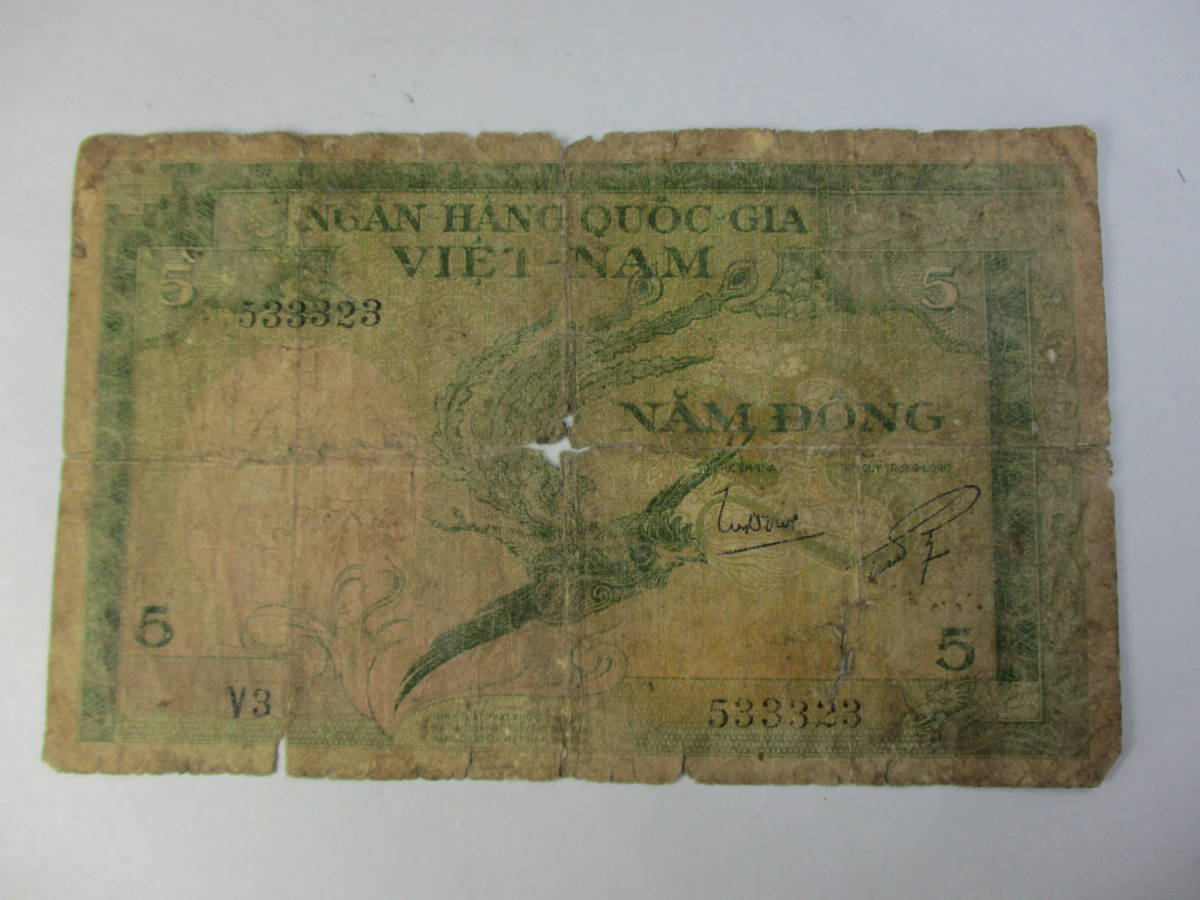 NGÂN HÀNG QUỐC-GIA
VIỆT-NAM
5
5
533323
NĂM ĐỒNG
5
5
V3
533323